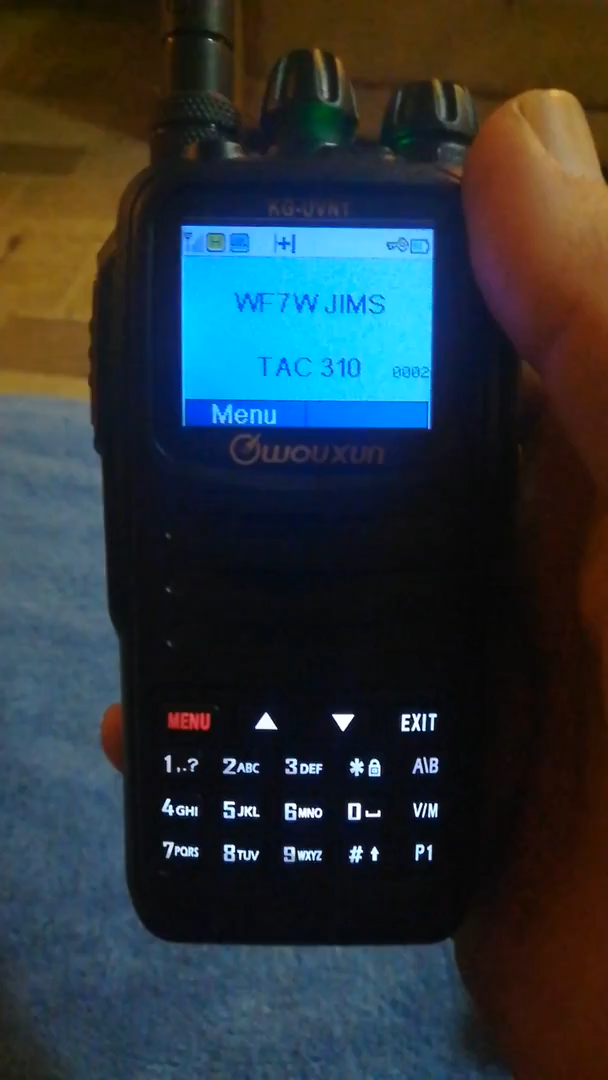 KG-UVN1
H
WF7W JIMS
TAC 310 0002
Menu
wouxun
MENU EXIT
1,.? 2ABC 3DEF * A\B
4GHI 5JKL 6MNO 0 V/M
7PQRS 8TUV 9WXYZ # P1